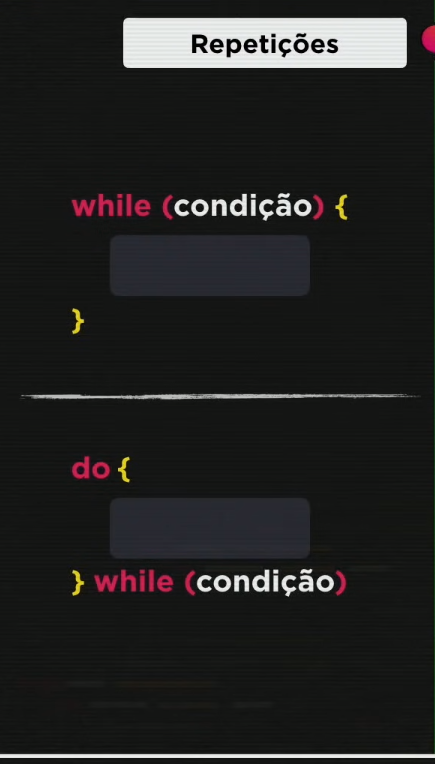 Repetições
while (condição) {
}
do {
} while (condição)